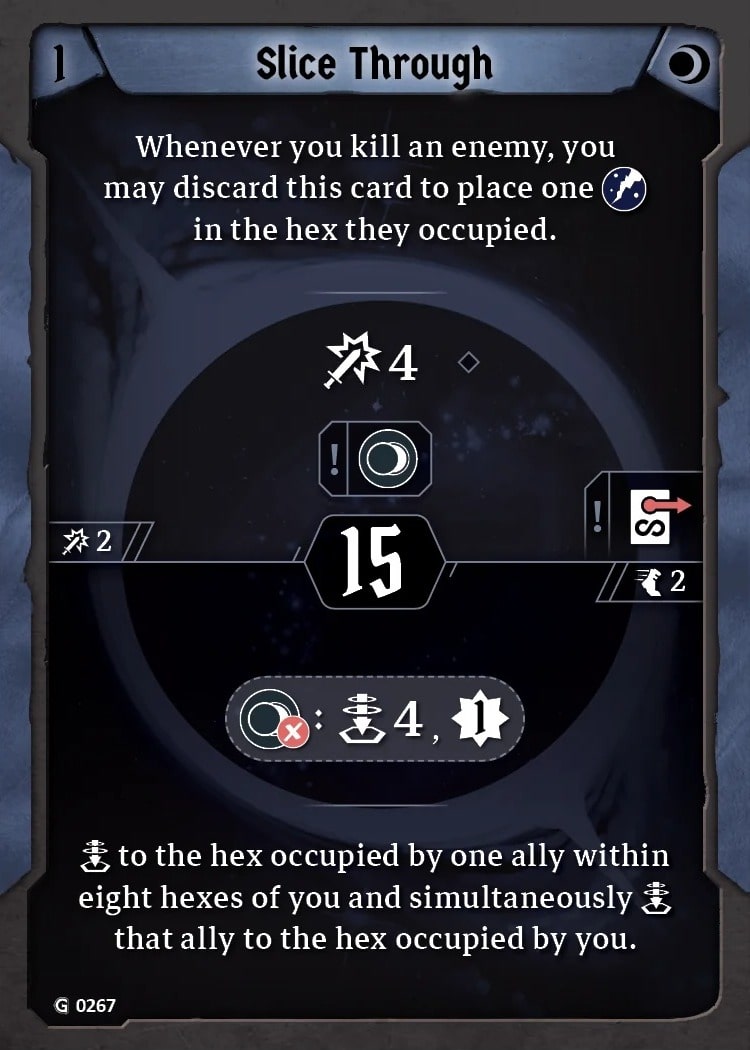 1
Slice Through
Whenever you kill an enemy, you
may discard this card to place one
in the hex they occupied.
4
!
!
2
15
2
: 4, 1
to the hex occupied by one ally within
eight hexes of you and simultaneously
that ally to the hex occupied by you.
G 0267